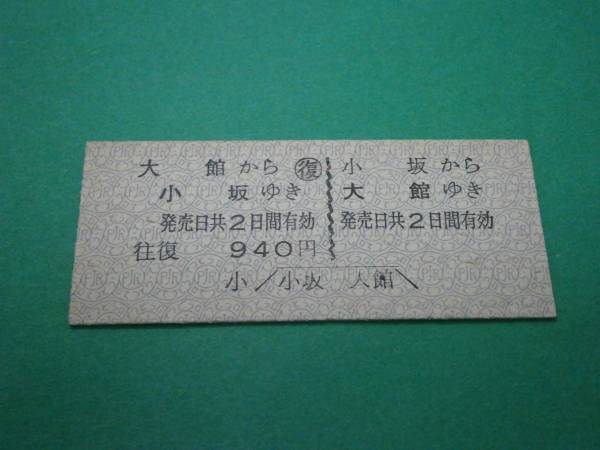 大館から ㊝復
小坂ゆき
発売日共2日間有効
往復 940円
小坂から
大館ゆき
発売日共2日間有効
小/小坂 大館\